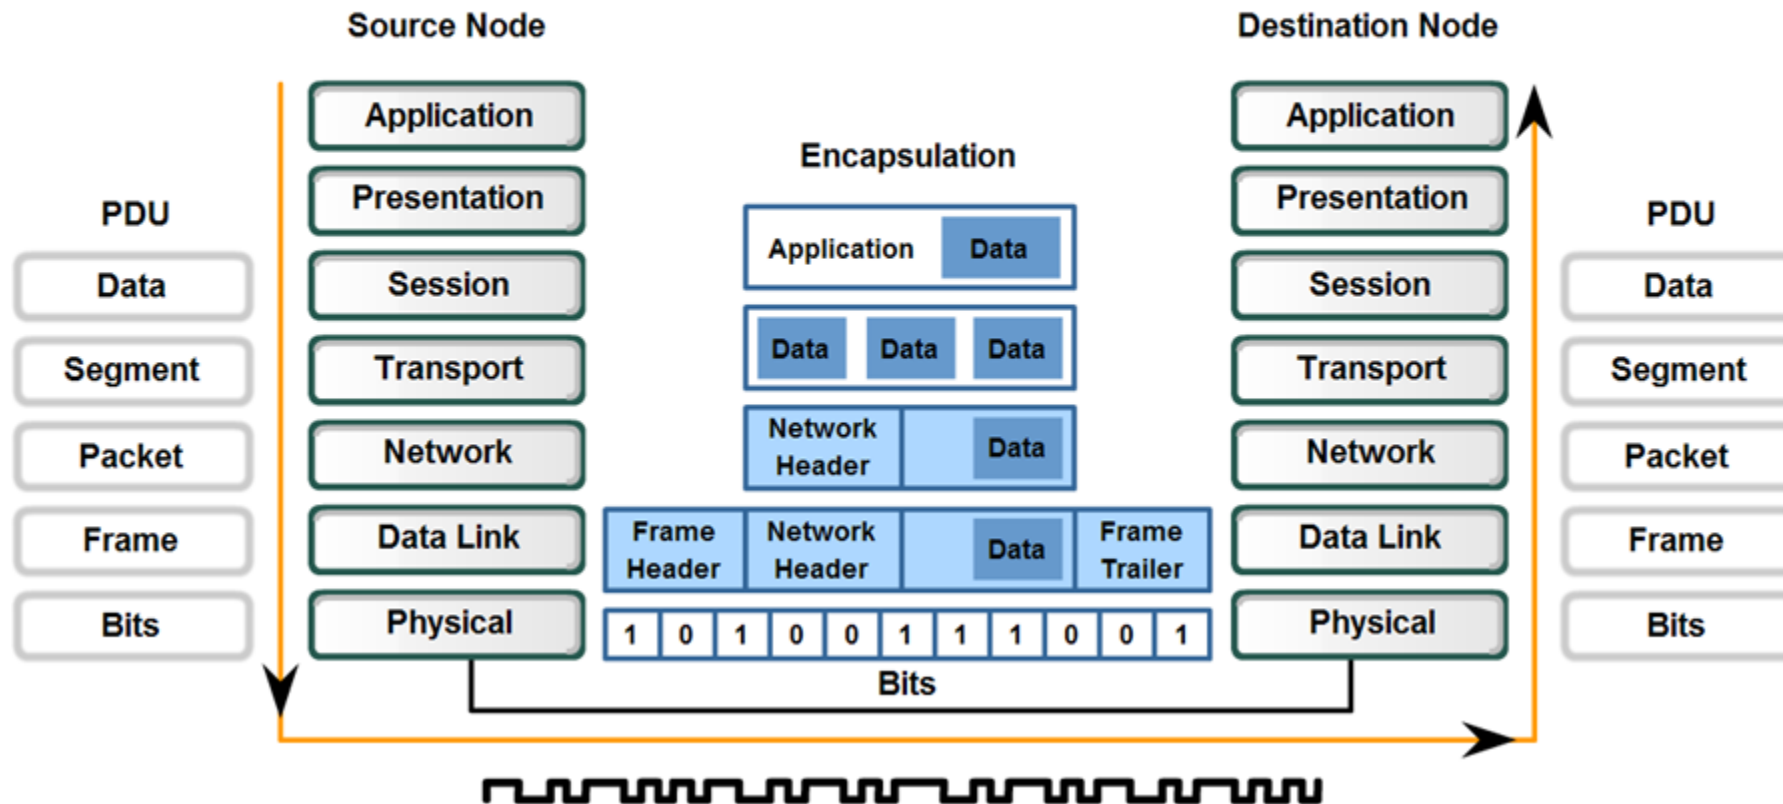 Source Node
Destination Node
Application
Application
Encapsulation
Presentation
Presentation
PDU
PDU
Application Data
Data
Session
Session
Data
Data Data Data
Segment
Transport
Transport
Segment
Network
Header
Data
Packet
Network
Network
Packet
Frame
Header
Network
Header
Data
Frame
Trailer
Frame
Data Link
Data Link
Frame
Bits
Physical
1 0 1 0 0 1 1 1 0 0 1
Physical
Bits
Bits